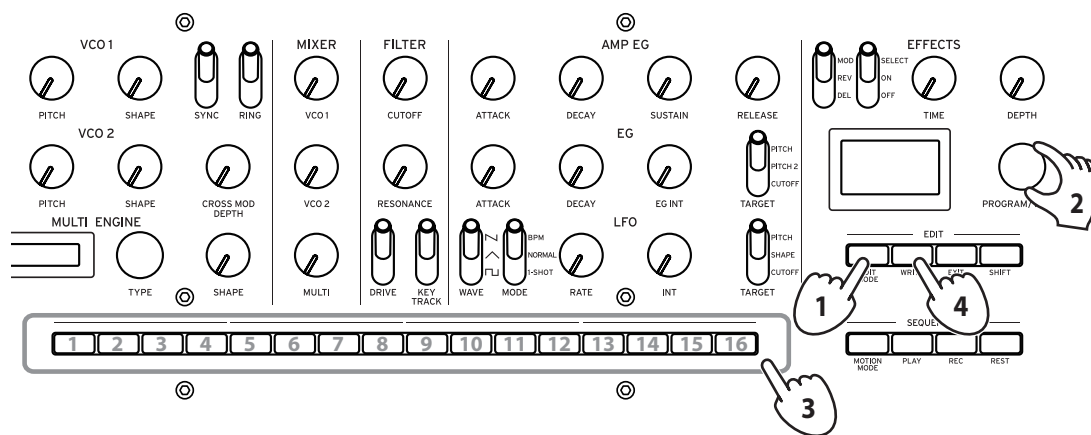 VCO 1 MIXER FILTER AMP EG EFFECTS
MOD SELECT
REV ON
DEL OFF
PITCH SHAPE SYNC RING VCO 1 CUTOFF ATTACK DECAY SUSTAIN RELEASE TIME DEPTH
VCO 2 EG
PITCH
PITCH 2
CUTOFF
PITCH SHAPE CROSS MOD DEPTH VCO 2 RESONANCE ATTACK DECAY EG INT TARGET PROGRAM/
2
MULTI ENGINE LFO EDIT
BPM PITCH
NORMAL SHAPE
1-SHOT CUTOFF
TYPE SHAPE MULTI DRIVE KEY TRACK WAVE MODE RATE INT TARGET
MODE EXIT SHIFT
1 4
1 2 3 4 5 6 7 8 9 10 11 12 13 14 15 16
MOTION MODE PLAY REC REST
3